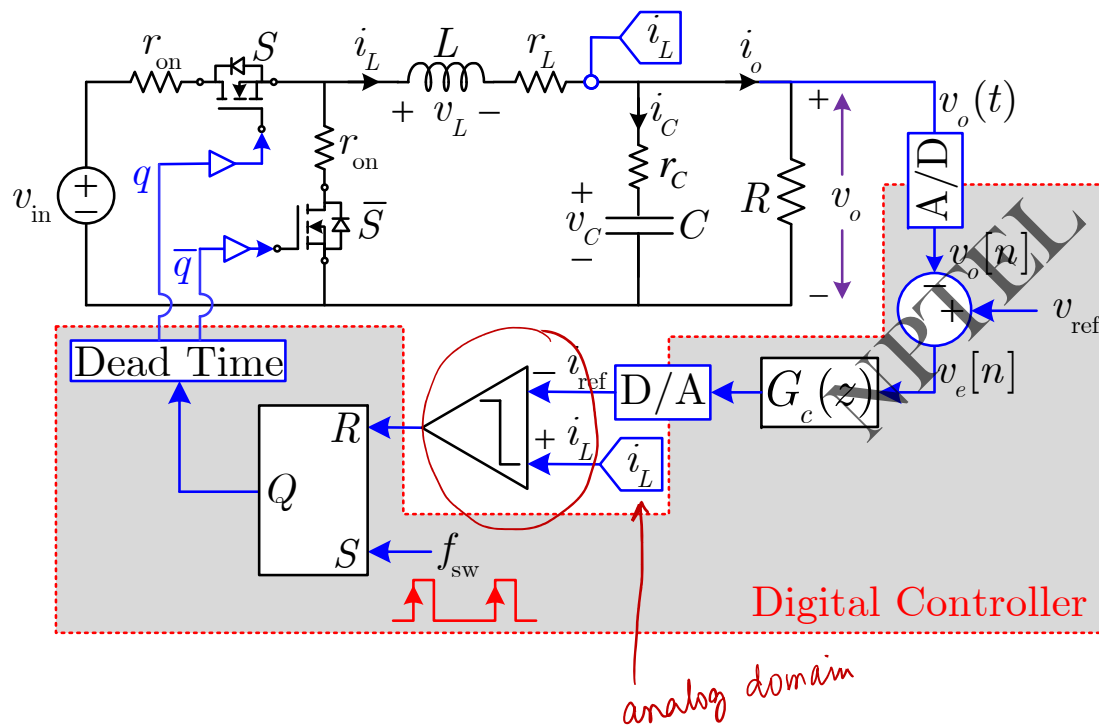 r_on
S
i_L
L
r_L
i_L
i_o
+ v_L −
v_in
+
−
q
q̅
r_on
S̅
i_C
r_C
+
v_C
−
C
R
+
v_o
−
v_o(t)
A/D
v_o[n]
−
+
v_ref
v_e[n]
G_c(z)
D/A
− i_ref
+ i_L
i_L
Dead Time
R
Q
S
f_sw
Digital Controller
analog domain
NPTEL